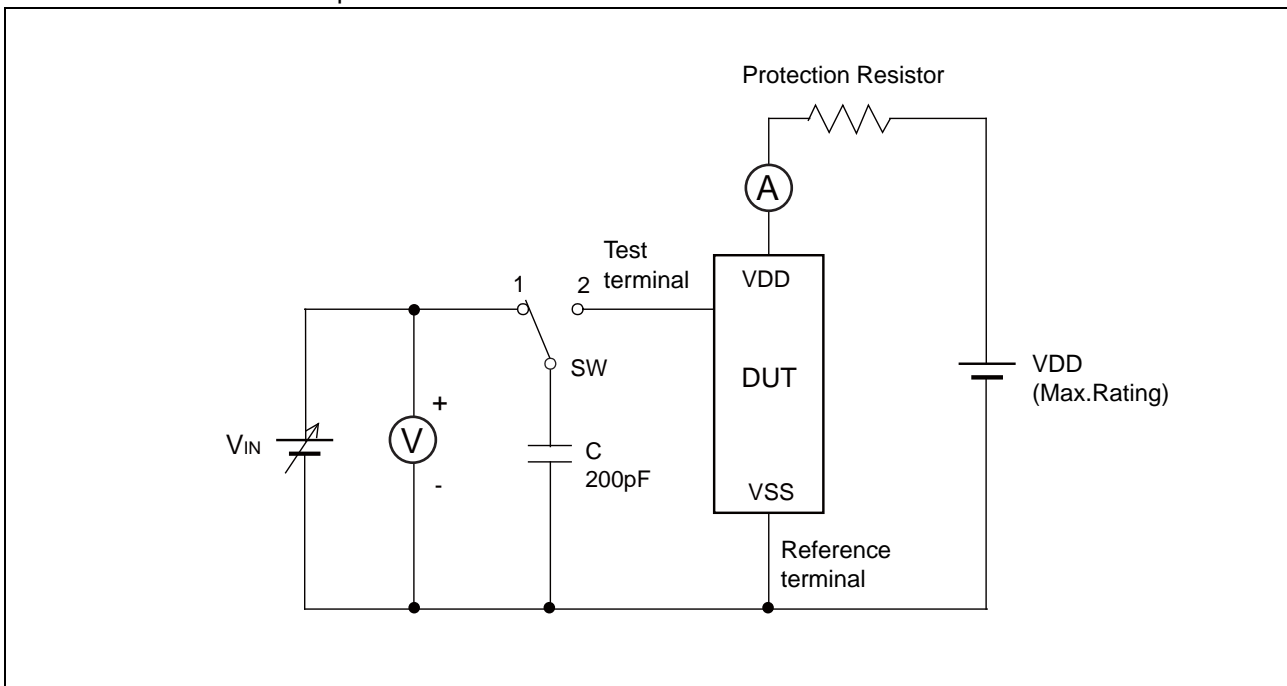 Protection Resistor
A
Test
terminal
1
2
VDD
SW
DUT
VDD
(Max.Rating)
+
VIN
V
-
C
200pF
VSS
Reference
terminal